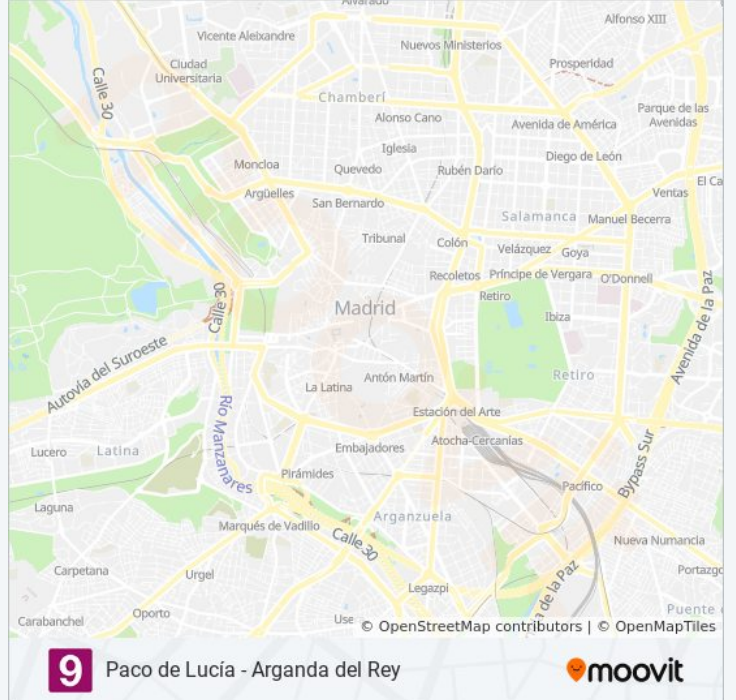 Alvarado
Alfonso XIII
Vicente Aleixandre
Nuevos Ministerios
Ciudad
Universitaria
Prosperidad
Calle 30
Chamberí
Parque de las
Avenidas
Alonso Cano
Avenida de América
Iglesia
Diego de León
Moncloa
Quevedo
Rubén Darío
El Ca
Argüelles
Ventas
San Bernardo
Salamanca
Manuel Becerra
Tribunal
Colón
Velázquez
Goya
Recoletos
Príncipe de Vergara
O'Donnell
Retiro
Calle 30
Madrid
Ibiza
Avenida de la Paz
Autovía del Suroeste
Antón Martín
Retiro
La Latina
Estación del Arte
Río Manzanares
Atocha-Cercanías
Lucero
Latina
Embajadores
Bypass Sur
Pirámides
Pacífico
Laguna
Arganzuela
Marqués de Vadillo
Calle 30
Nueva Numancia
Carpetana
Urgel
Portazgo
a de la Paz
Legazpi
Oporto
Puente
Carabanchel
Use
© OpenStreetMap contributors | © OpenMapTiles
9 Paco de Lucía - Arganda del Rey
moovit